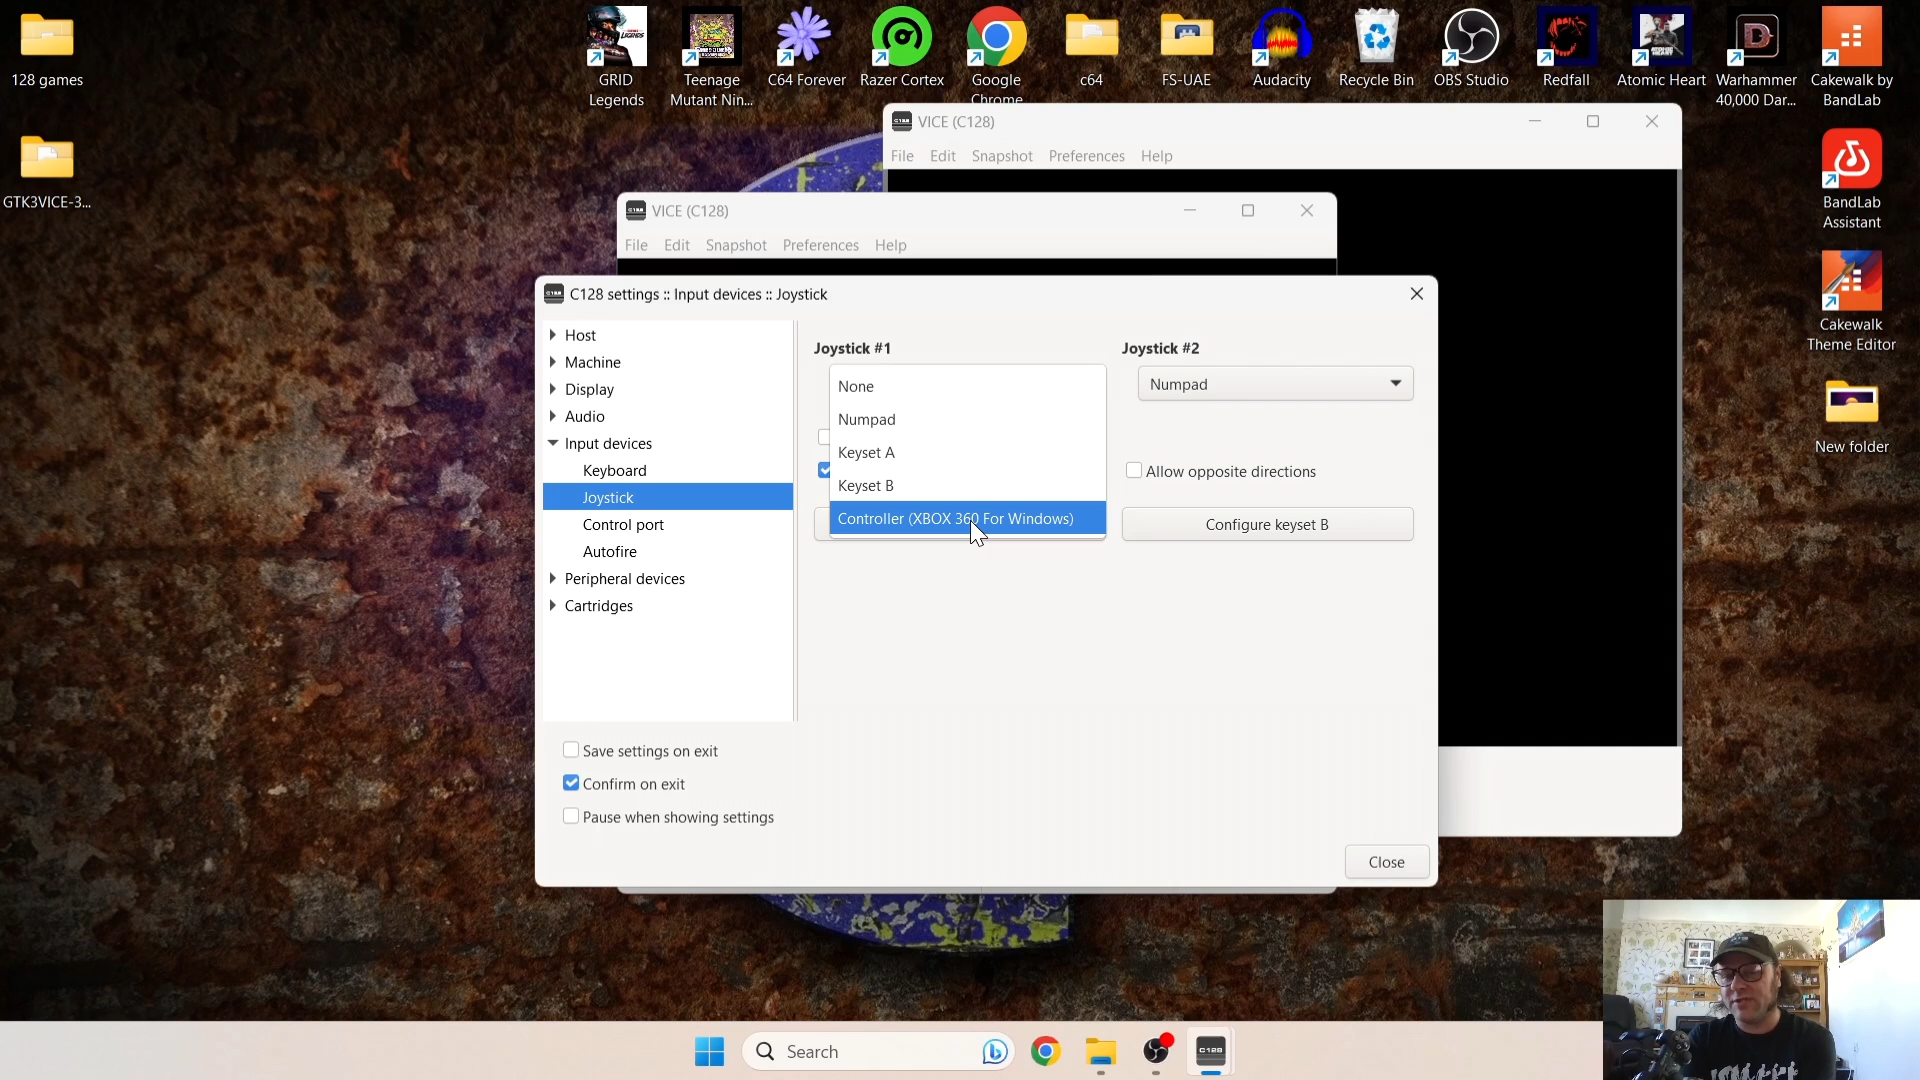 128 games
GTK3VICE-3...
GRID
Legends
Teenage
Mutant Nin...
C64 Forever
Razer Cortex
Google
Chrome
c64
FS-UAE
Audacity
Recycle Bin
OBS Studio
Redfall
Atomic Heart
Warhammer
40,000 Dar...
Cakewalk by
BandLab
BandLab
Assistant
Cakewalk
Theme Editor
New folder
VICE (C128)
File Edit Snapshot Preferences Help
VICE (C128)
File Edit Snapshot Preferences Help
C128 settings :: Input devices :: Joystick
Host
Machine
Display
Audio
Input devices
Keyboard
Joystick
Control port
Autofire
Peripheral devices
Cartridges
Joystick #1
None
Numpad
Keyset A
Keyset B
Controller (XBOX 360 For Windows)
Joystick #2
Numpad
Allow opposite directions
Configure keyset B
Save settings on exit
Confirm on exit
Pause when showing settings
Close
Search
C128